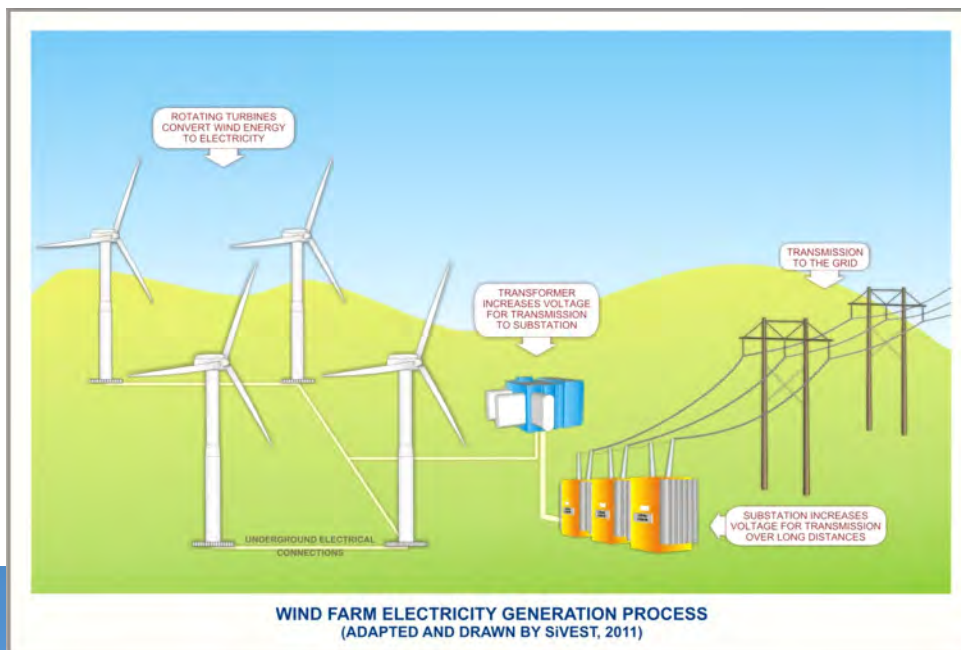 ROTATING TURBINES
CONVERT WIND ENERGY
TO ELECTRICITY
TRANSMISSION
TO THE GRID
TRANSFORMER
INCREASES VOLTAGE
FOR TRANSMISSION
TO SUBSTATION
SUBSTATION INCREASES
VOLTAGE FOR TRANSMISSION
OVER LONG DISTANCES
UNDERGROUND ELECTRICAL
CONNECTIONS
WIND FARM ELECTRICITY GENERATION PROCESS
(ADAPTED AND DRAWN BY SiVEST, 2011)